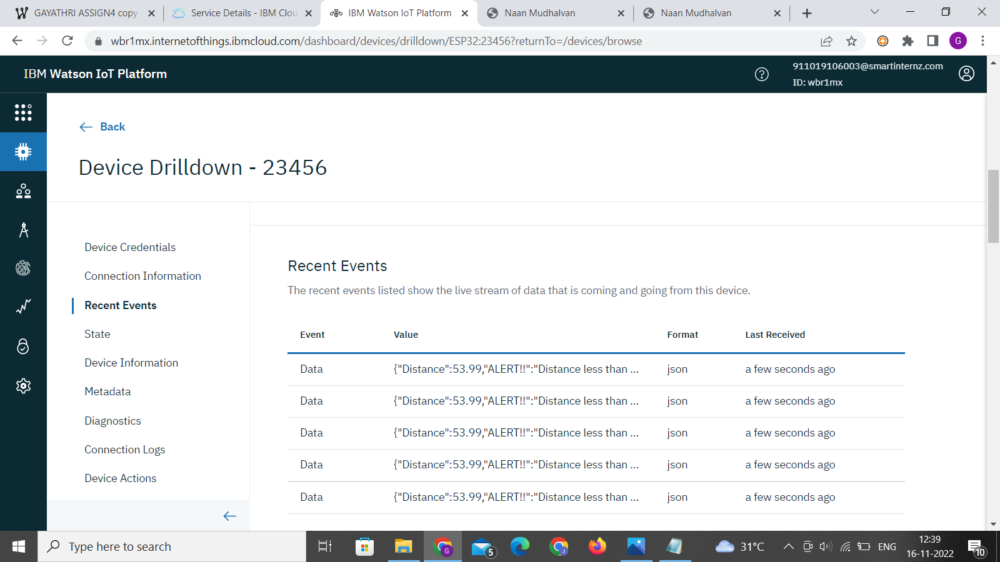 GAYATHRI ASSIGN4 copy
Service Details - IBM Clou
IBM Watson IoT Platform
Naan Mudhalvan
Naan Mudhalvan
wbr1mx.internetofthings.ibmcloud.com/dashboard/devices/drilldown/ESP32:23456?returnTo=/devices/browse
G
IBM Watson IoT Platform
911019106003@smartinternz.com
ID: wbr1mx
Back
Device Drilldown - 23456
Device Credentials
Connection Information
Recent Events
State
Device Information
Metadata
Diagnostics
Connection Logs
Device Actions
Recent Events
The recent events listed show the live stream of data that is coming and going from this device.
Event Value Format Last Received
Data {"Distance":53.99,"ALERT!!":"Distance less than ... json a few seconds ago
Data {"Distance":53.99,"ALERT!!":"Distance less than ... json a few seconds ago
Data {"Distance":53.99,"ALERT!!":"Distance less than ... json a few seconds ago
Data {"Distance":53.99,"ALERT!!":"Distance less than ... json a few seconds ago
Data {"Distance":53.99,"ALERT!!":"Distance less than ... json a few seconds ago
Type here to search
G
5
J
31°C
ENG
12:39
16-11-2022
10